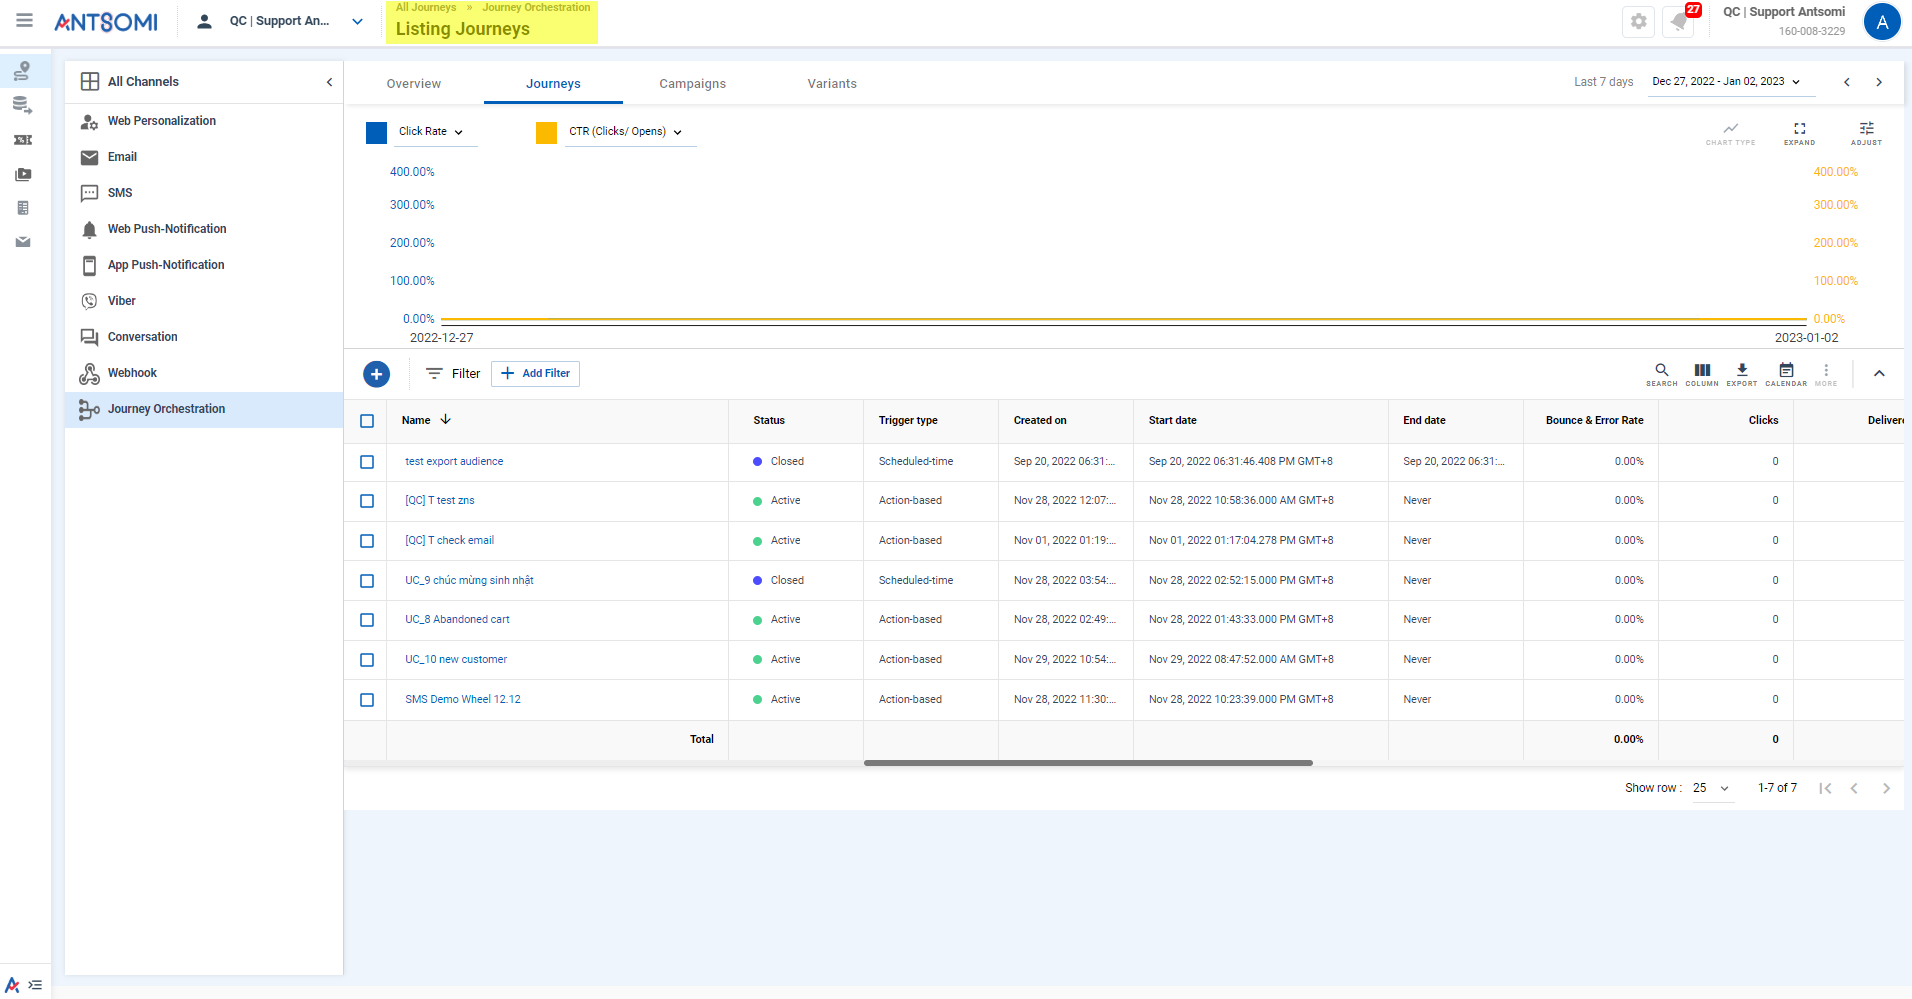 ANTSOMI
QC | Support An...
All Journeys » Journey Orchestration
Listing Journeys
27
QC | Support Antsomi
160-008-3229
A
All Channels
Web Personalization
Email
SMS
Web Push-Notification
App Push-Notification
Viber
Conversation
Webhook
Journey Orchestration
Overview
Journeys
Campaigns
Variants
Last 7 days
Dec 27, 2022 - Jan 02, 2023
Click Rate
CTR (Clicks/ Opens)
CHART TYPE
EXPAND
ADJUST
400.00% 400.00%
300.00% 300.00%
200.00% 200.00%
100.00% 100.00%
0.00% 0.00%
2022-12-27 2023-01-02
Filter
Add Filter
SEARCH
COLUMN
EXPORT
CALENDAR
MORE
Name Status Trigger type Created on Start date End date Bounce & Error Rate Clicks Delivere
test export audience Closed Scheduled-time Sep 20, 2022 06:31:... Sep 20, 2022 06:31:46.408 PM GMT+8 Sep 20, 2022 06:31:... 0.00% 0
[QC] T test zns Active Action-based Nov 28, 2022 12:07:... Nov 28, 2022 10:58:36.000 AM GMT+8 Never 0.00% 0
[QC] T check email Active Action-based Nov 01, 2022 01:19:... Nov 01, 2022 01:17:04.278 PM GMT+8 Never 0.00% 0
UC_9 chúc mừng sinh nhật Closed Scheduled-time Nov 28, 2022 03:54:... Nov 28, 2022 02:52:15.000 PM GMT+8 Never 0.00% 0
UC_8 Abandoned cart Active Action-based Nov 28, 2022 02:49:... Nov 28, 2022 01:43:33.000 PM GMT+8 Never 0.00% 0
UC_10 new customer Active Action-based Nov 29, 2022 10:54:... Nov 29, 2022 08:47:52.000 AM GMT+8 Never 0.00% 0
SMS Demo Wheel 12.12 Active Action-based Nov 28, 2022 11:30:... Nov 28, 2022 10:23:39.000 PM GMT+8 Never 0.00% 0
Total 0.00% 0
Show row : 25 1-7 of 7